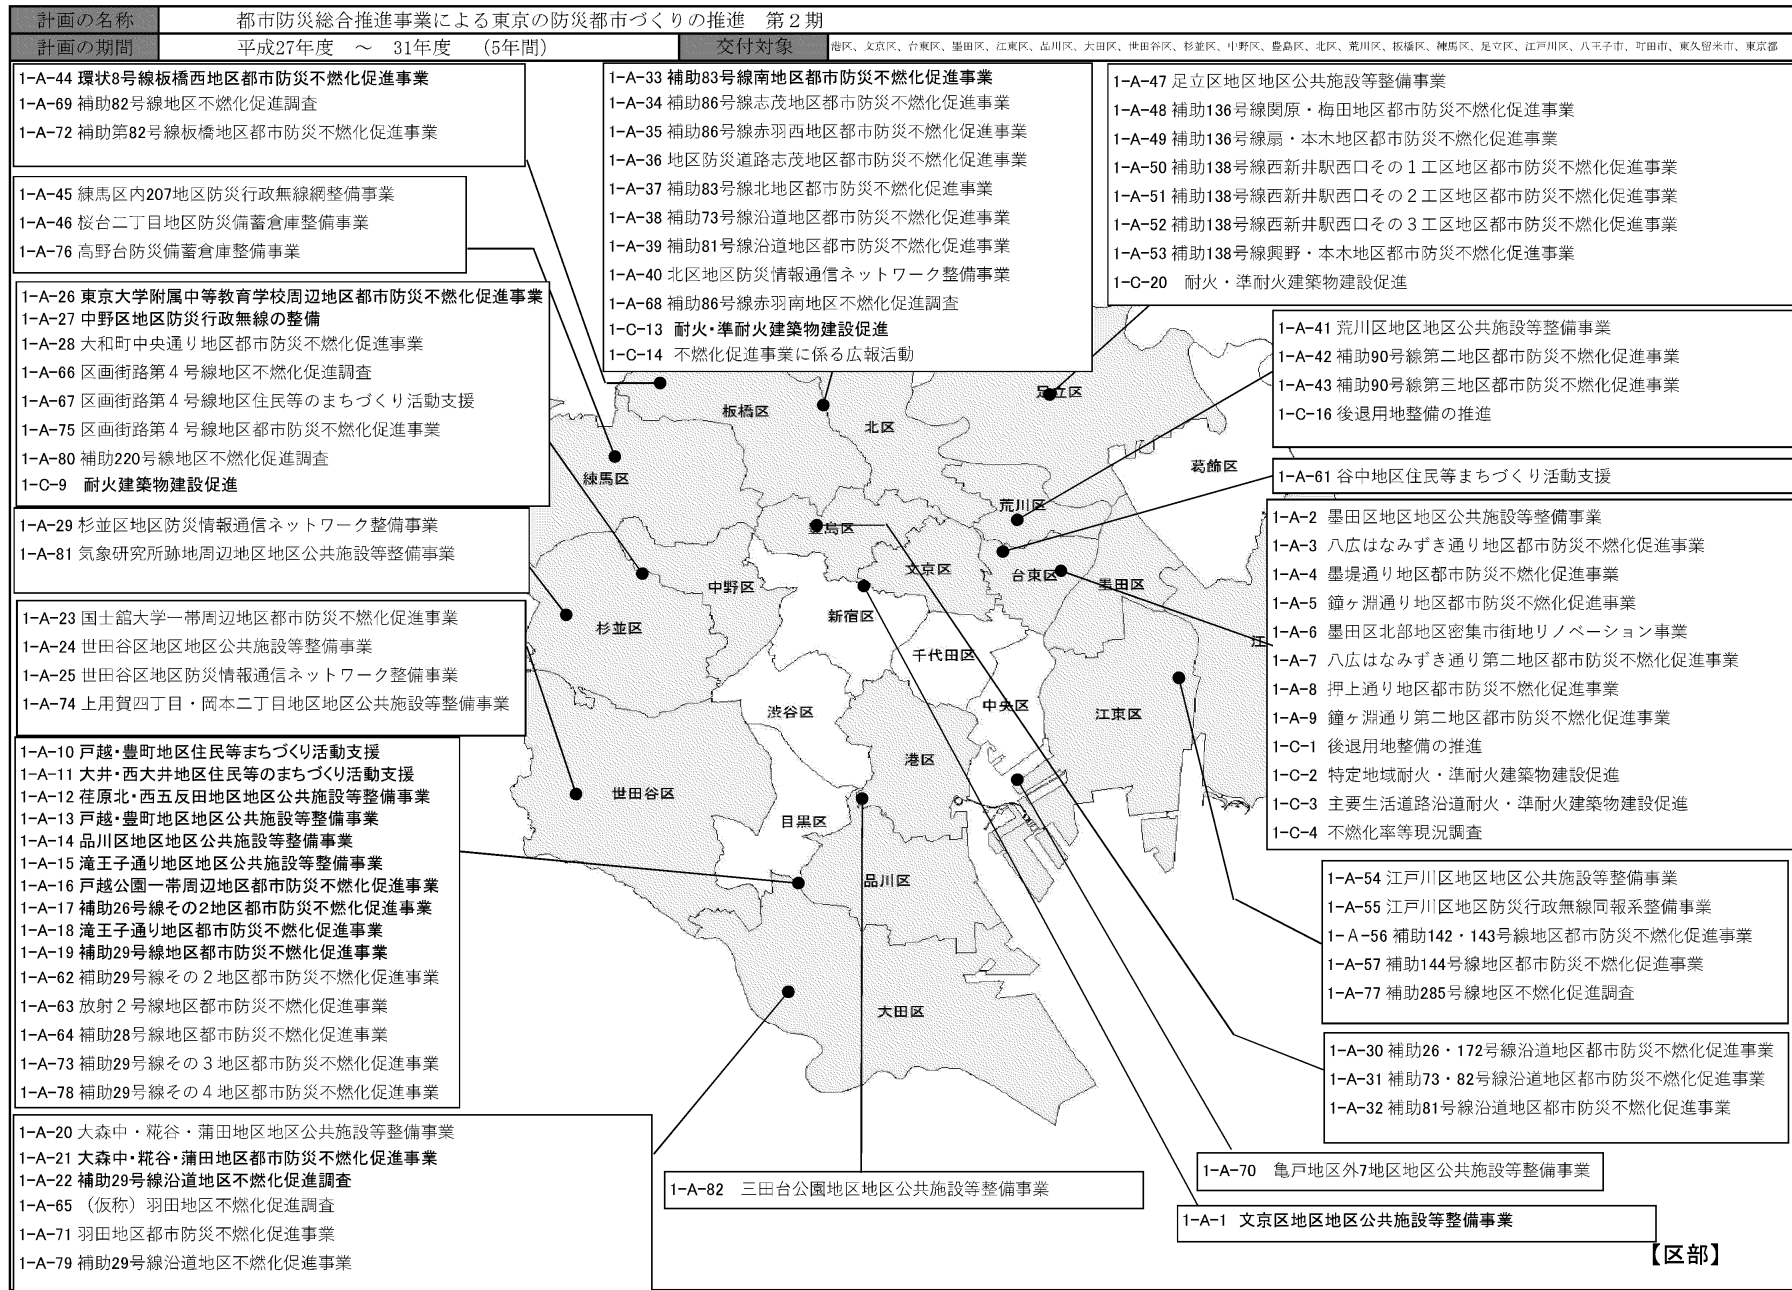 計画の名称
都市防災総合推進事業による東京の防災都市づくりの推進　第２期
計画の期間
平成27年度　～　31年度　（5年間）
交付対象
港区、文京区、台東区、墨田区、江東区、品川区、大田区、世田谷区、杉並区、中野区、豊島区、北区、荒川区、板橋区、練馬区、足立区、江戸川区、八王子市、町田市、東久留米市、東京都
1-A-44 環状8号線板橋西地区都市防災不燃化促進事業
1-A-69 補助82号線地区不燃化促進調査
1-A-72 補助第82号線板橋地区都市防災不燃化促進事業
1-A-45 練馬区内207地区防災行政無線網整備事業
1-A-46 桜台二丁目地区防災備蓄倉庫整備事業
1-A-76 高野台防災備蓄倉庫整備事業
1-A-26 東京大学附属中等教育学校周辺地区都市防災不燃化促進事業
1-A-27 中野区地区防災行政無線の整備
1-A-28 大和町中央通り地区都市防災不燃化促進事業
1-A-66 区画街路第４号線地区不燃化促進調査
1-A-67 区画街路第４号線地区住民等のまちづくり活動支援
1-A-75 区画街路第４号線地区都市防災不燃化促進事業
1-A-80 補助220号線地区不燃化促進調査
1-C-9　耐火建築物建設促進
1-A-29 杉並区地区防災情報通信ネットワーク整備事業
1-A-81 気象研究所跡地周辺地区地区公共施設等整備事業
1-A-23 国士舘大学一帯周辺地区都市防災不燃化促進事業
1-A-24 世田谷区地区地区公共施設等整備事業
1-A-25 世田谷区地区防災情報通信ネットワーク整備事業
1-A-74 上用賀四丁目・岡本二丁目地区地区公共施設等整備事業
1-A-10 戸越・豊町地区住民等まちづくり活動支援
1-A-11 大井・西大井地区住民等のまちづくり活動支援
1-A-12 荏原北・西五反田地区地区公共施設等整備事業
1-A-13 戸越・豊町地区地区公共施設等整備事業
1-A-14 品川区地区地区公共施設等整備事業
1-A-15 滝王子通り地区地区公共施設等整備事業
1-A-16 戸越公園一帯周辺地区都市防災不燃化促進事業
1-A-17 補助26号線その2地区都市防災不燃化促進事業
1-A-18 滝王子通り地区都市防災不燃化促進事業
1-A-19 補助29号線地区都市防災不燃化促進事業
1-A-62 補助29号線その２地区都市防災不燃化促進事業
1-A-63 放射２号線地区都市防災不燃化促進事業
1-A-64 補助28号線地区都市防災不燃化促進事業
1-A-73 補助29号線その３地区都市防災不燃化促進事業
1-A-78 補助29号線その４地区都市防災不燃化促進事業
1-A-20 大森中・糀谷・蒲田地区地区公共施設等整備事業
1-A-21 大森中・糀谷・蒲田地区都市防災不燃化促進事業
1-A-22 補助29号線沿道地区不燃化促進調査
1-A-65 （仮称）羽田地区不燃化促進調査
1-A-71 羽田地区都市防災不燃化促進事業
1-A-79 補助29号線沿道地区不燃化促進調査
1-A-33 補助83号線南地区都市防災不燃化促進事業
1-A-34 補助86号線志茂地区都市防災不燃化促進事業
1-A-35 補助86号線赤羽西地区都市防災不燃化促進事業
1-A-36 地区防災道路志茂地区都市防災不燃化促進事業
1-A-37 補助83号線北地区都市防災不燃化促進事業
1-A-38 補助73号線沿道地区都市防災不燃化促進事業
1-A-39 補助81号線沿道地区都市防災不燃化促進事業
1-A-40 北区地区防災情報通信ネットワーク整備事業
1-A-68 補助86号線赤羽南地区不燃化促進調査
1-C-13 耐火・準耐火建築物建設促進
1-C-14 不燃化促進事業に係る広報活動
1-A-47 足立区地区地区公共施設等整備事業
1-A-48 補助136号線関原・梅田地区都市防災不燃化促進事業
1-A-49 補助136号線扇・本木地区都市防災不燃化促進事業
1-A-50 補助138号線西新井駅西口その１工区地区都市防災不燃化促進事業
1-A-51 補助138号線西新井駅西口その２工区地区都市防災不燃化促進事業
1-A-52 補助138号線西新井駅西口その３工区地区都市防災不燃化促進事業
1-A-53 補助138号線興野・本木地区都市防災不燃化促進事業
1-C-20　耐火・準耐火建築物建設促進
1-A-41 荒川区地区地区公共施設等整備事業
1-A-42 補助90号線第二地区都市防災不燃化促進事業
1-A-43 補助90号線第三地区都市防災不燃化促進事業
1-C-16 後退用地整備の推進
1-A-61 谷中地区住民等まちづくり活動支援
1-A-2 墨田区地区地区公共施設等整備事業
1-A-3 八広はなみずき通り地区都市防災不燃化促進事業
1-A-4 墨堤通り地区都市防災不燃化促進事業
1-A-5 鐘ヶ淵通り地区都市防災不燃化促進事業
1-A-6 墨田区北部地区密集市街地リノベーション事業
1-A-7 八広はなみずき通り第二地区都市防災不燃化促進事業
1-A-8 押上通り地区都市防災不燃化促進事業
1-A-9 鐘ヶ淵通り第二地区都市防災不燃化促進事業
1-C-1 後退用地整備の推進
1-C-2 特定地域耐火・準耐火建築物建設促進
1-C-3 主要生活道路沿道耐火・準耐火建築物建設促進
1-C-4 不燃化率等現況調査
1-A-54 江戸川区地区地区公共施設等整備事業
1-A-55 江戸川区地区防災行政無線同報系整備事業
1-A-56 補助142・143号線地区都市防災不燃化促進事業
1-A-57 補助144号線地区都市防災不燃化促進事業
1-A-77 補助285号線地区不燃化促進調査
1-A-30 補助26・172号線沿道地区都市防災不燃化促進事業
1-A-31 補助73・82号線沿道地区都市防災不燃化促進事業
1-A-32 補助81号線沿道地区都市防災不燃化促進事業
1-A-70　亀戸地区外7地区地区公共施設等整備事業
1-A-82　三田台公園地区地区公共施設等整備事業
1-A-1　文京区地区地区公共施設等整備事業
【区部】
板橋区
北区
足立区
葛飾区
練馬区
荒川区
豊島区
文京区
台東区
墨田区
中野区
新宿区
杉並区
千代田区
江
渋谷区
中央区
江東区
港区
世田谷区
目黒区
品川区
大田区